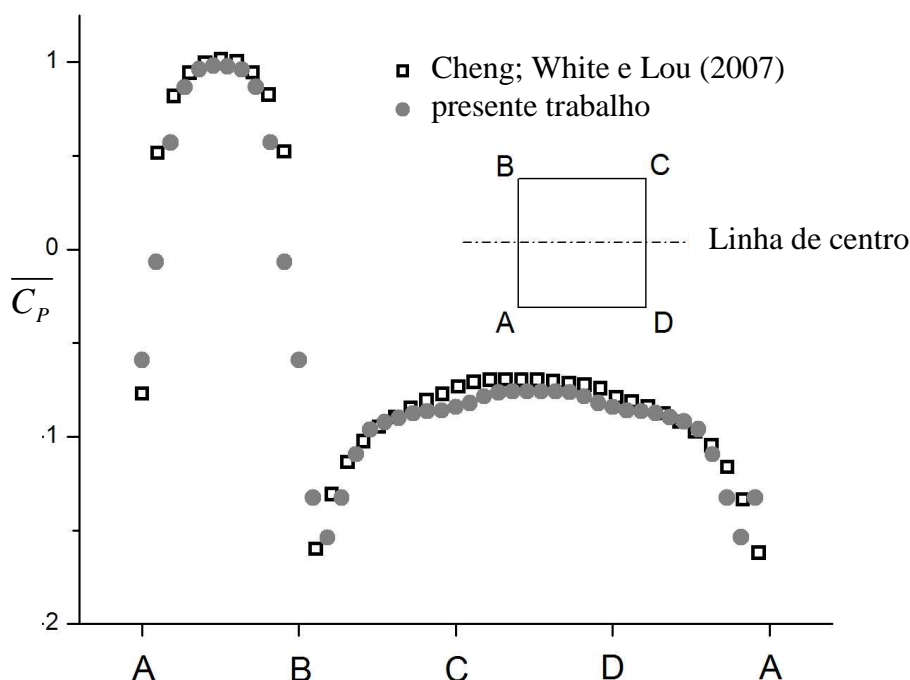 1
0
-1
-2
C_P
Cheng; White e Lou (2007)
presente trabalho
B C
Linha de centro
A D
A B C D A